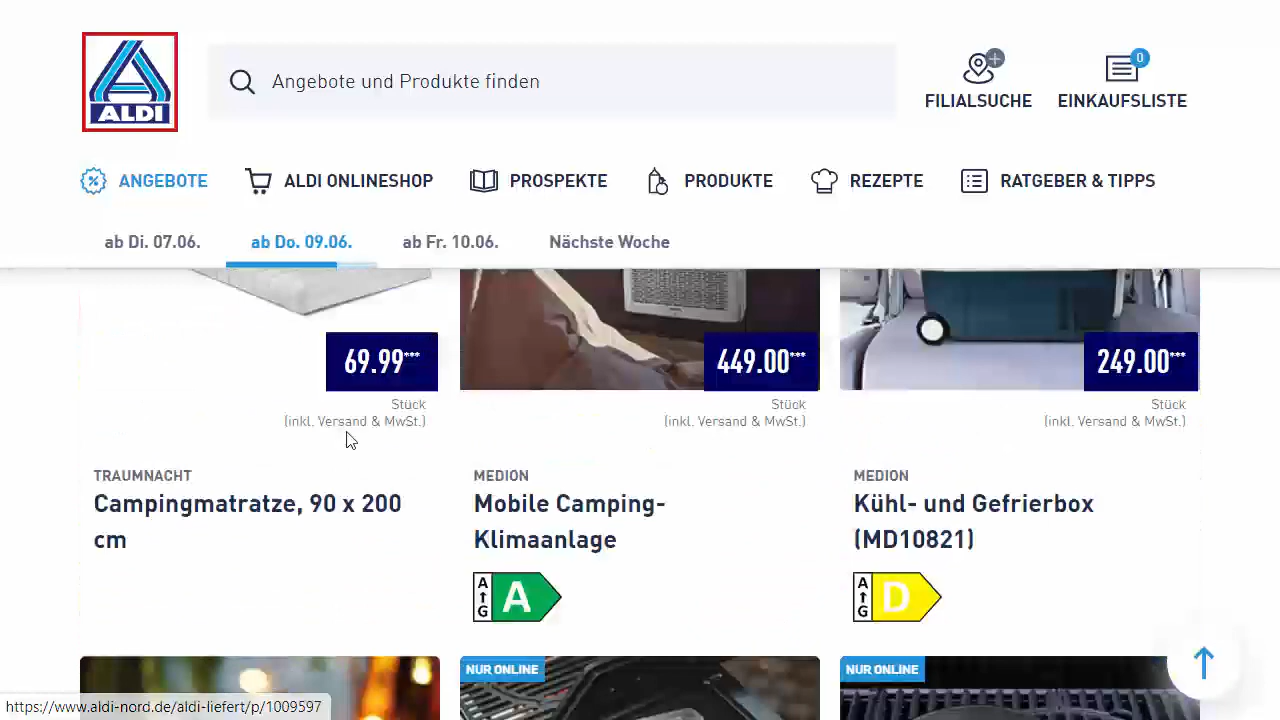 ALDI
Angebote und Produkte finden
FILIALSUCHE
0
EINKAUFSLISTE
ANGEBOTE
ALDI ONLINESHOP
PROSPEKTE
PRODUKTE
REZEPTE
RATGEBER & TIPPS
ab Di. 07.06.
ab Do. 09.06.
ab Fr. 10.06.
Nächste Woche
69.99***
Stück
(inkl. Versand & MwSt.)
TRAUMNACHT
Campingmatratze, 90 x 200
cm
449.00***
Stück
(inkl. Versand & MwSt.)
MEDION
Mobile Camping-
Klimaanlage
A
G
A
249.00***
Stück
(inkl. Versand & MwSt.)
MEDION
Kühl- und Gefrierbox
(MD10821)
A
G
D
NUR ONLINE
NUR ONLINE
https://www.aldi-nord.de/aldi-liefert/p/1009597